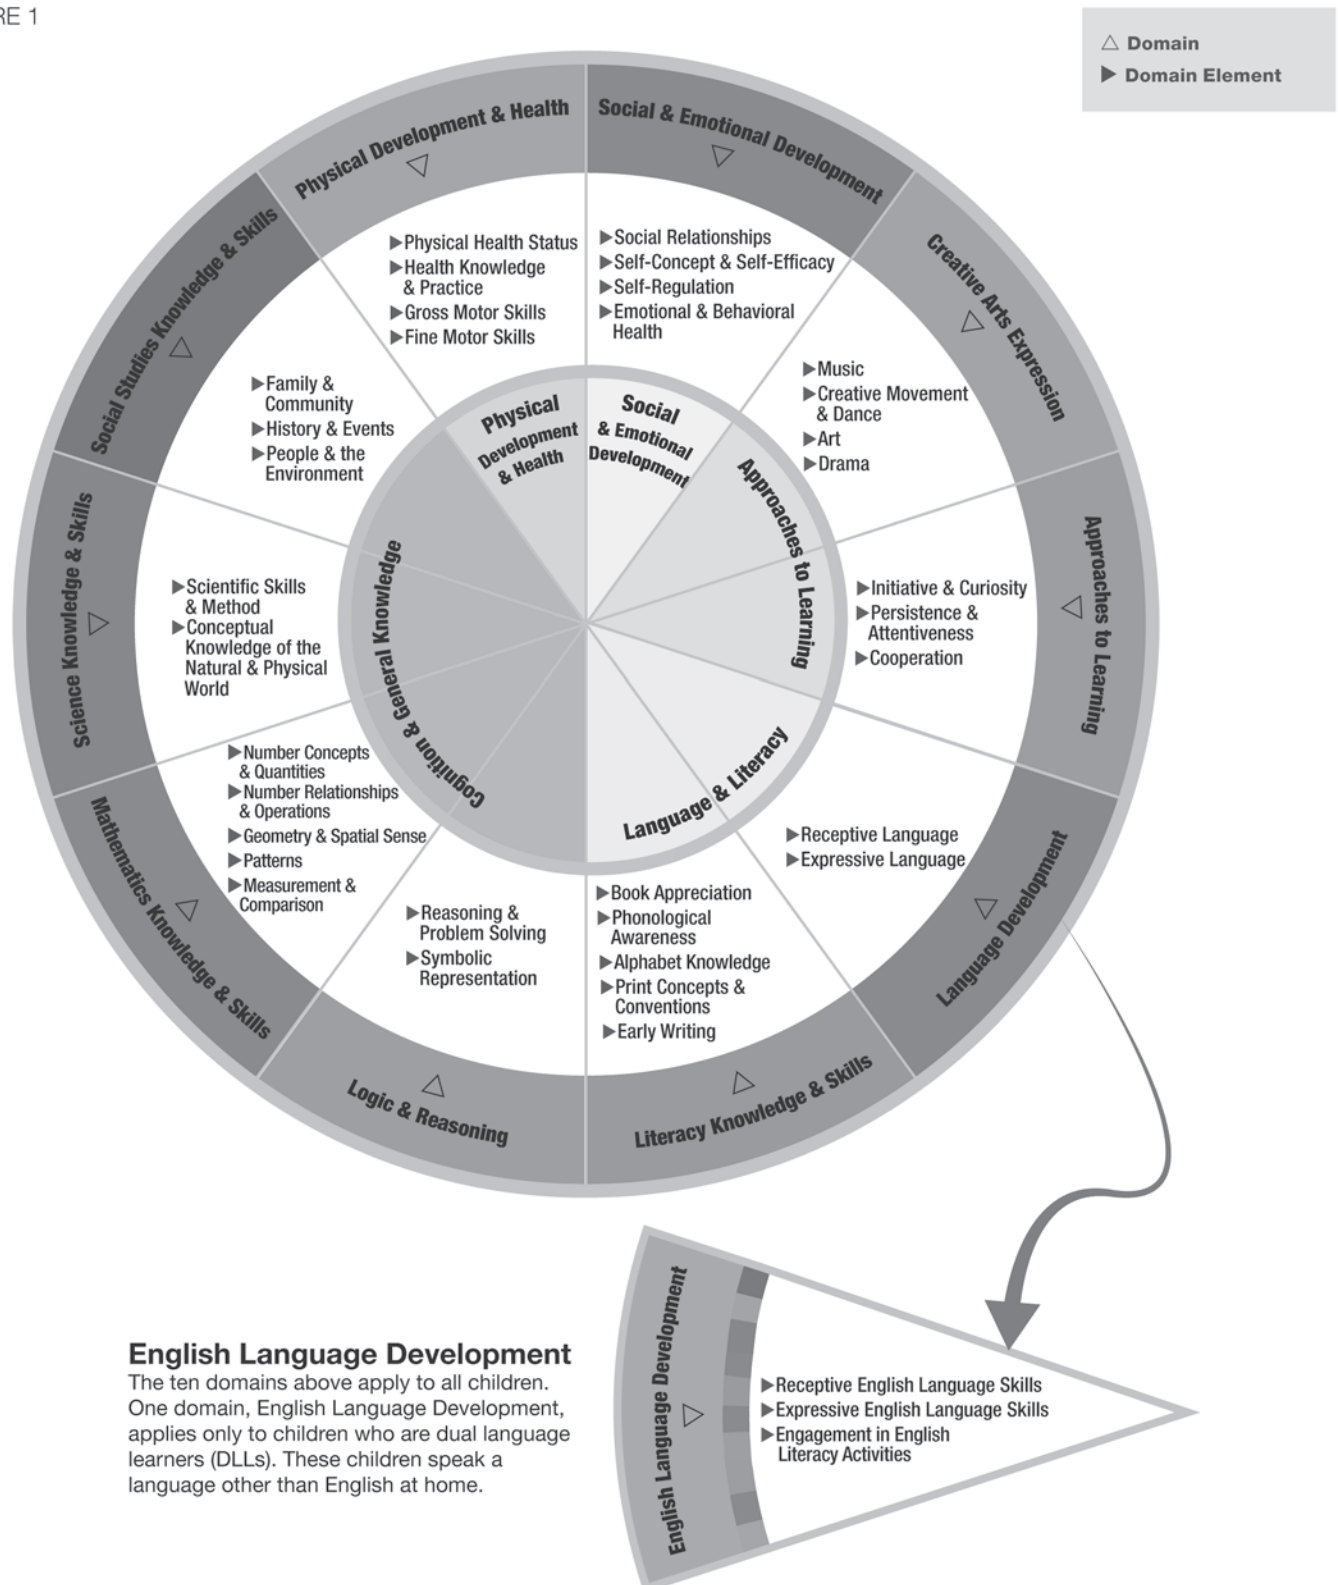 RE 1
Domain
Domain Element
Physical Development & Health
Social & Emotional Development
Creative Arts Expression
Approaches to Learning
Language Development
Literacy Knowledge & Skills
Logic & Reasoning
Mathematics Knowledge & Skills
Science Knowledge & Skills
Social Studies Knowledge & Skills
Physical Health Status
Health Knowledge
& Practice
Gross Motor Skills
Fine Motor Skills
Social Relationships
Self-Concept & Self-Efficacy
Self-Regulation
Emotional & Behavioral
Health
Music
Creative Movement
& Dance
Art
Drama
Initiative & Curiosity
Persistence &
Attentiveness
Cooperation
Receptive Language
Expressive Language
Book Appreciation
Phonological
Awareness
Alphabet Knowledge
Print Concepts &
Conventions
Early Writing
Reasoning &
Problem Solving
Symbolic
Representation
Number Concepts
& Quantities
Number Relationships
& Operations
Geometry & Spatial Sense
Patterns
Measurement &
Comparison
Scientific Skills
& Method
Conceptual
Knowledge of the
Natural & Physical
World
Family &
Community
History & Events
People & the
Environment
Physical
Development
& Health
Social
& Emotional
Development
Approaches to Learning
Language & Literacy
Cognition & General Knowledge
English Language Development
The ten domains above apply to all children.
One domain, English Language Development,
applies only to children who are dual language
learners (DLLs). These children speak a
language other than English at home.
English Language Development
Receptive English Language Skills
Expressive English Language Skills
Engagement in English
Literacy Activities